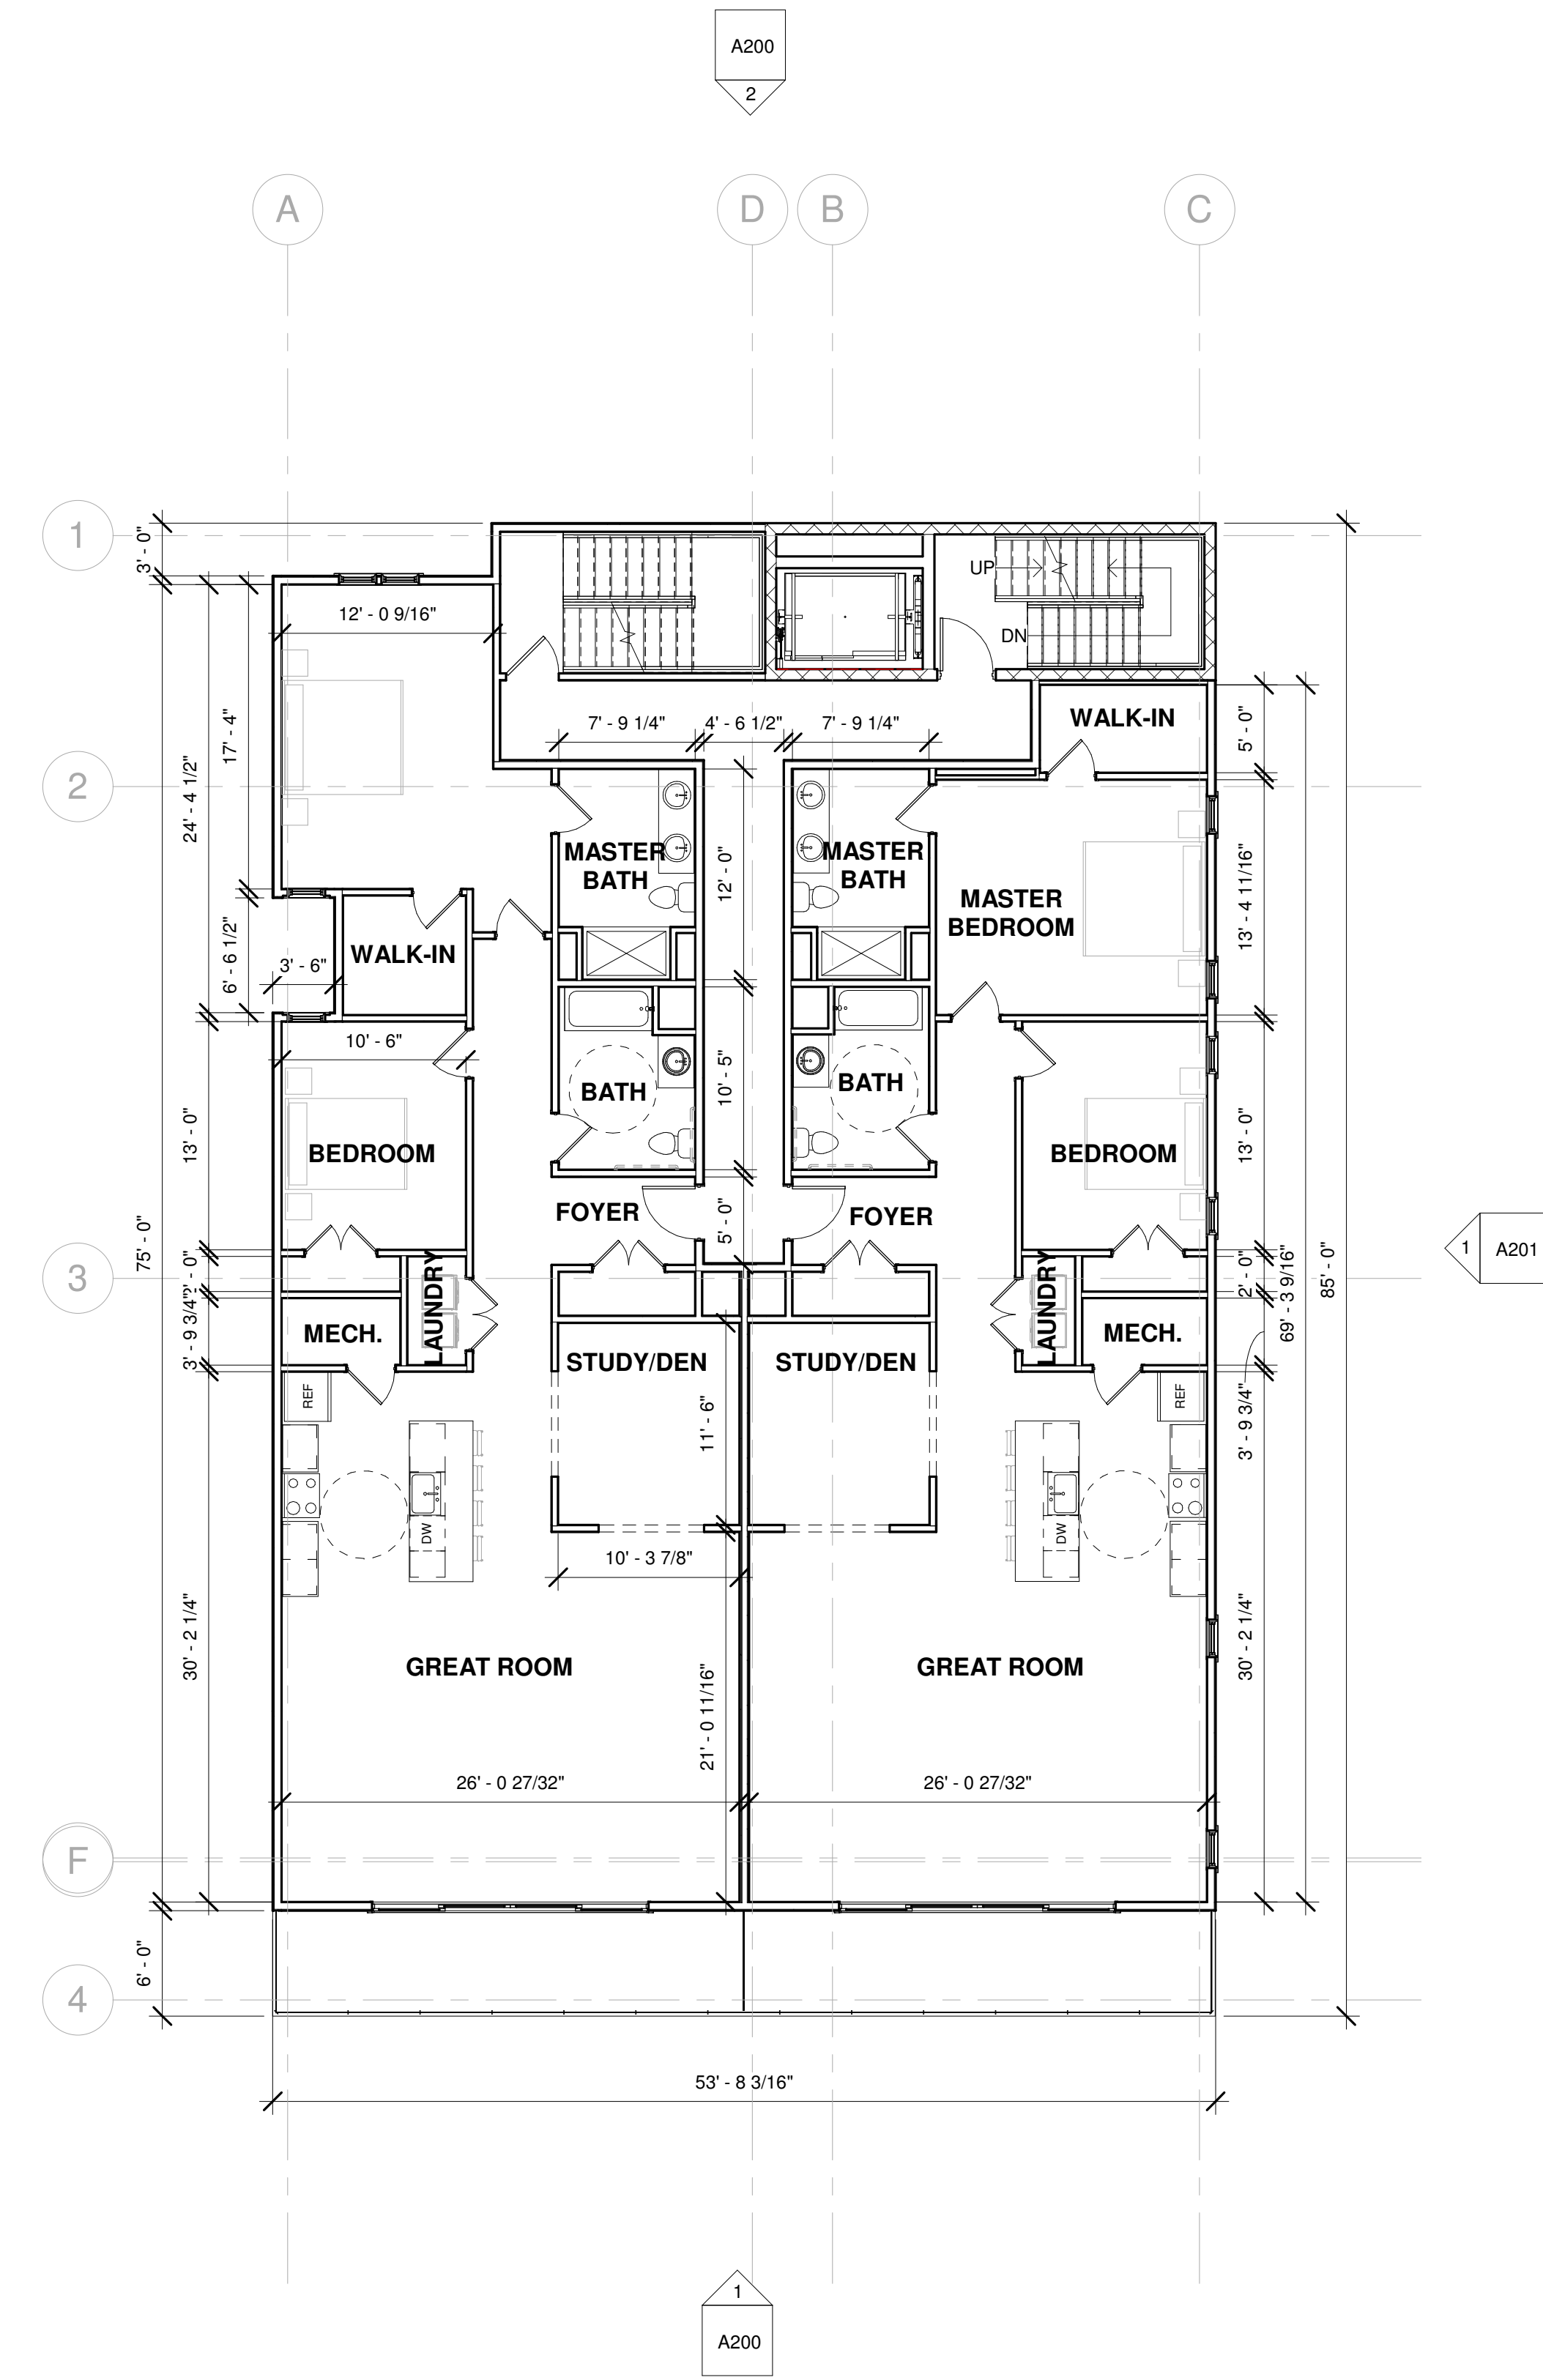 A200
2
A
D
B
C
1
3' - 0"
12' - 0 9/16"
UP
DN
7' - 9 1/4"
4' - 6 1/2"
7' - 9 1/4"
WALK-IN
5' - 0"
17' - 4"
24' - 4 1/2"
2
MASTER
BATH
12' - 0"
MASTER
BATH
MASTER
BEDROOM
13' - 4 11/16"
WALK-IN
3' - 6"
6' - 6 1/2"
10' - 6"
BATH
10' - 5"
BATH
13' - 0"
BEDROOM
BEDROOM
13' - 0"
FOYER
5' - 0"
FOYER
75' - 0"
1
A201
3
2' - 0"
LAUNDRY
LAUNDRY
2' - 0"
69' - 3 9/16"
85' - 0"
3' - 9 3/4"
MECH.
MECH.
STUDY/DEN
STUDY/DEN
REF
REF
11' - 6"
3' - 9 3/4"
DW
DW
10' - 3 7/8"
30' - 2 1/4"
30' - 2 1/4"
GREAT ROOM
GREAT ROOM
21' - 0 11/16"
26' - 0 27/32"
26' - 0 27/32"
F
6' - 0"
4
53' - 8 3/16"
1
A200